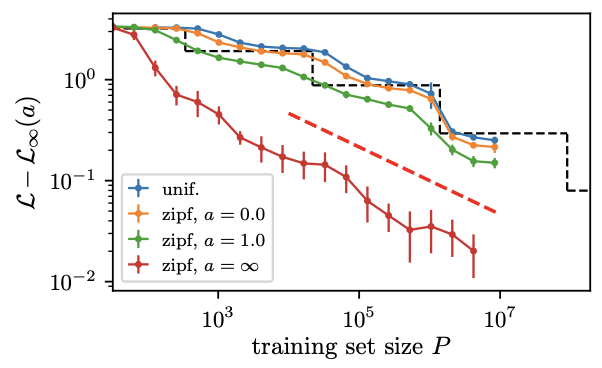 ℒ − ℒ∞(a)
10⁰
10⁻¹
10⁻²
unif.
zipf, a = 0.0
zipf, a = 1.0
zipf, a = ∞
10³
10⁵
10⁷
training set size P